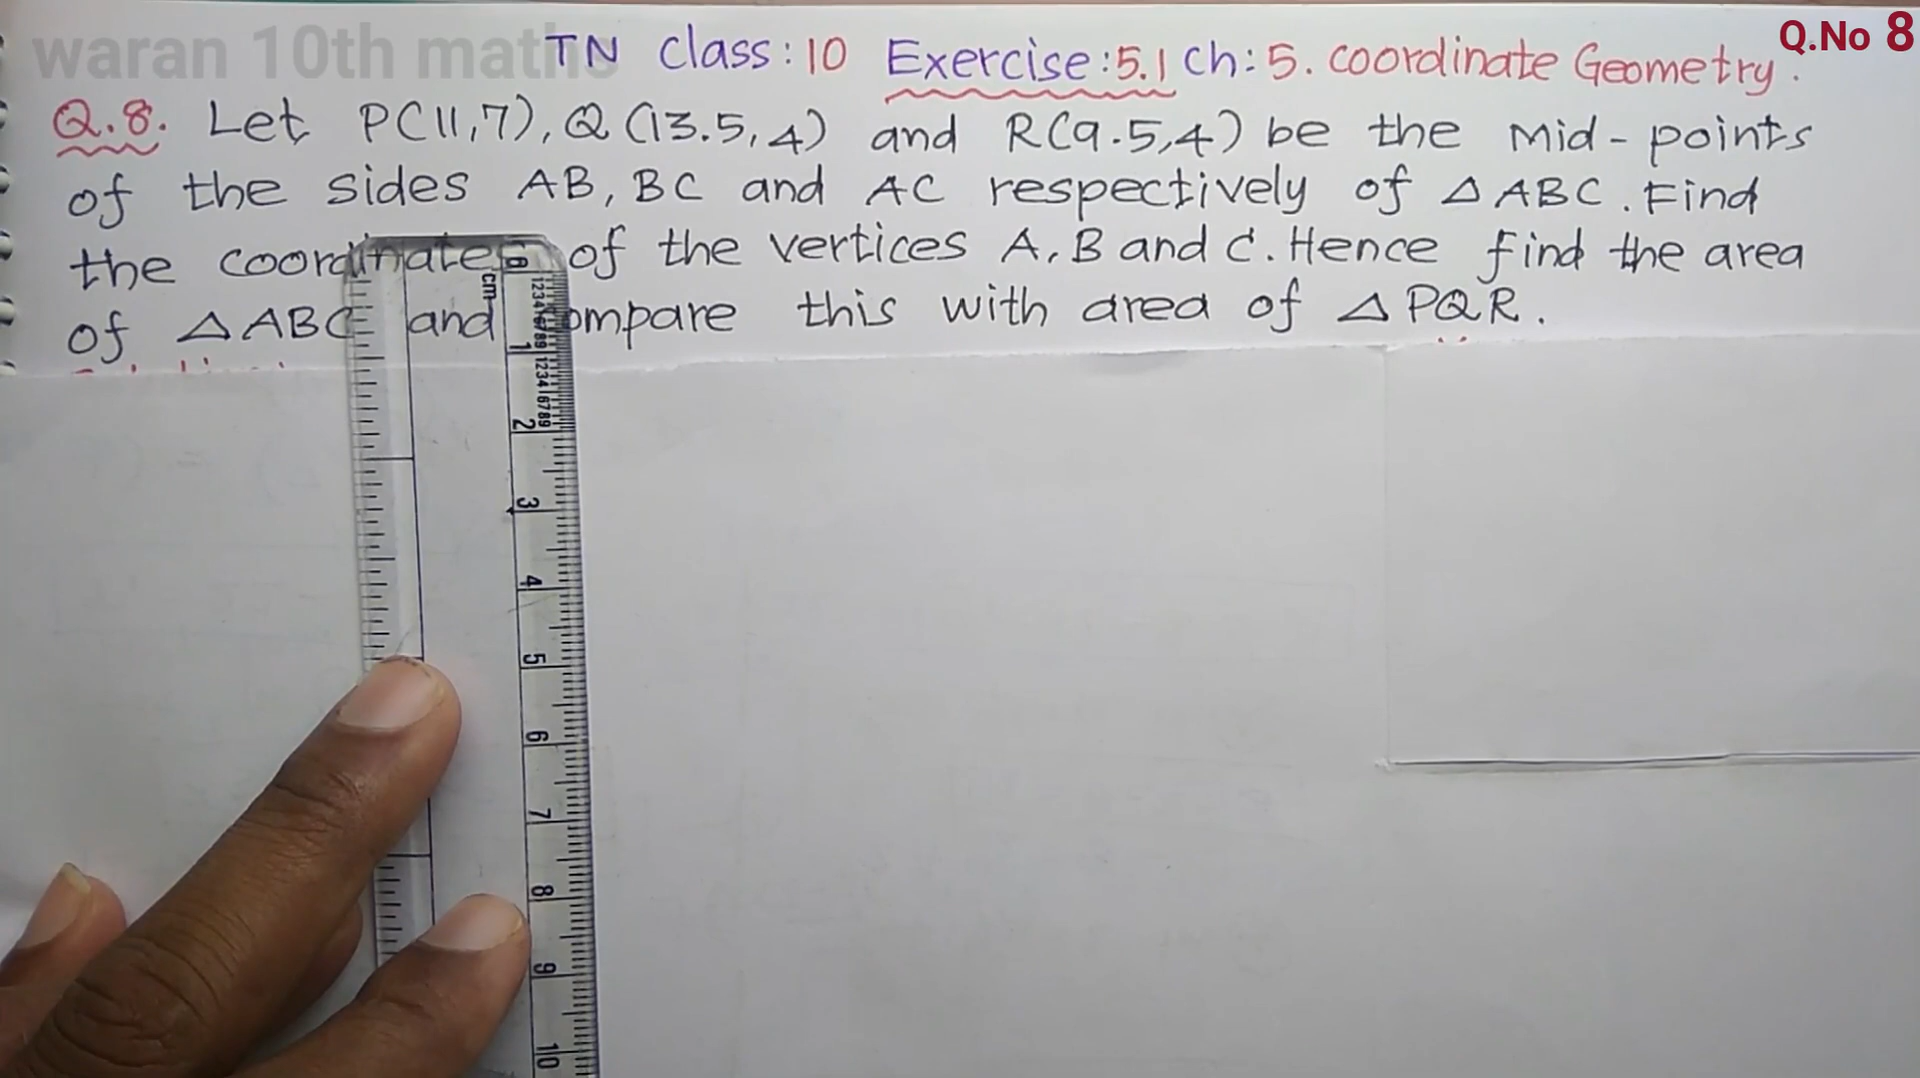 waran 10th maths
Q.No 8
TN Class:10 Exercise:5.1 Ch:5. Coordinate Geometry.
Q.8. Let P(11,7), Q(13.5,4) and R(9.5,4) be the Mid-points
of the sides AB, BC and AC respectively of △ABC. Find
the coordinates of the vertices A, B and C. Hence find the area
of △ABC and compare this with area of △PQR.
cm
0
123416789
1
123416789
2
3
4
5
6
7
8
9
10